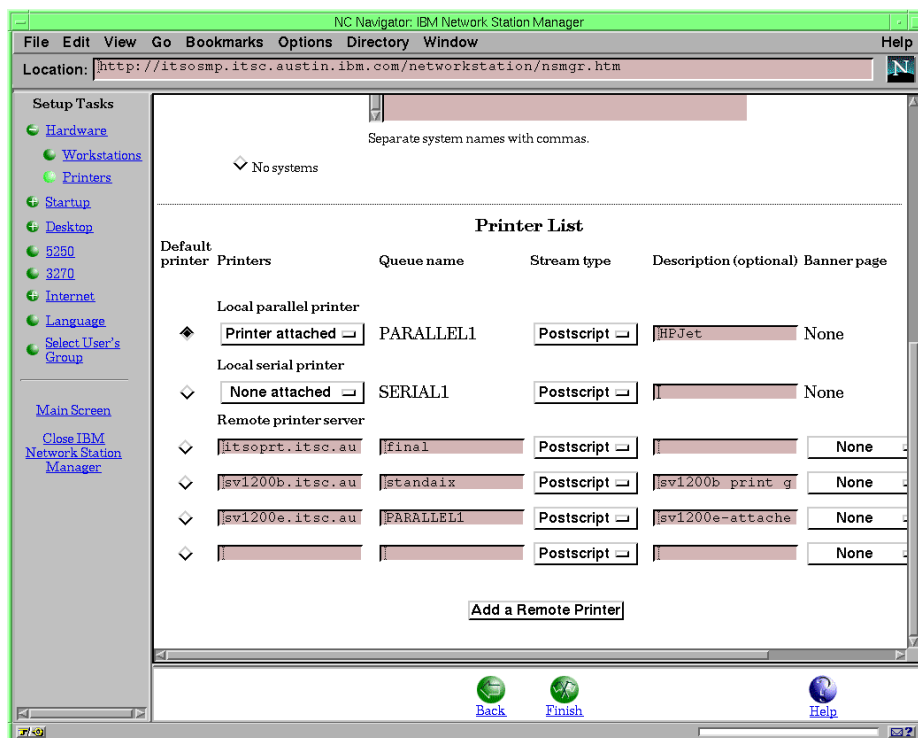 NC Navigator: IBM Network Station Manager
File Edit View Go Bookmarks Options Directory Window Help
Location: http://itsosmp.itsc.austin.ibm.com/networkstation/nsmgr.htm
N
Setup Tasks
Hardware
Workstations
Printers
Startup
Desktop
5250
3270
Internet
Language
Select User's
Group
Main Screen
Close IBM
Network Station
Manager
Separate system names with commas.
No systems
Printer List
Default
printer Printers Queue name Stream type Description (optional) Banner page
Local parallel printer
Printer attached PARALLEL1 Postscript HPJet None
Local serial printer
None attached SERIAL1 Postscript None
Remote printer server
itsoprt.itsc.au final Postscript None
sv1200b.itsc.au standaix Postscript sv1200b print g None
sv1200e.itsc.au PARALLEL1 Postscript sv1200e-attache None
Postscript None
Add a Remote Printer
Back Finish Help